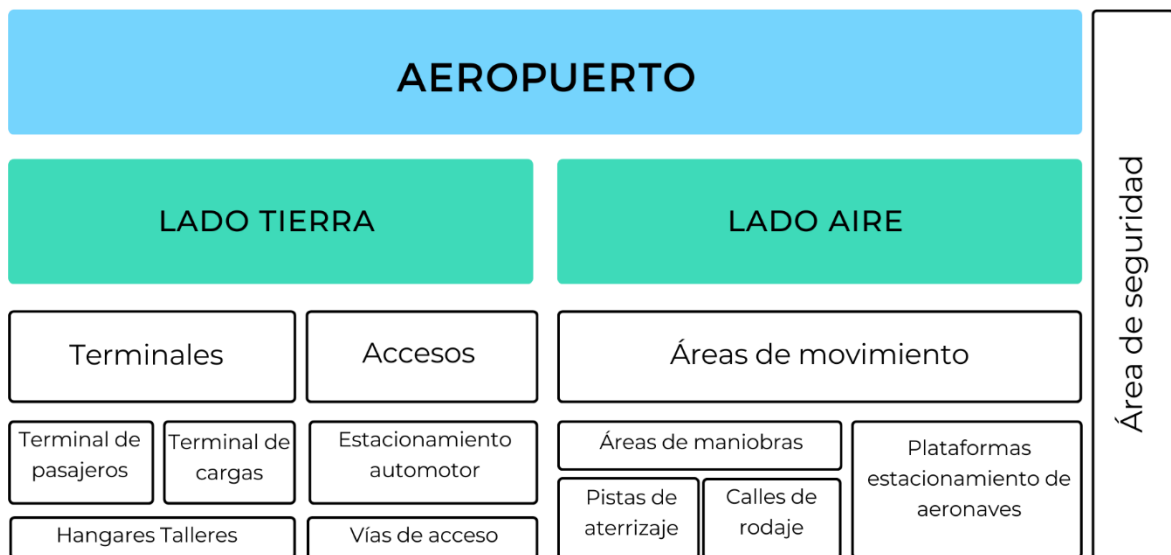 AEROPUERTO
LADO TIERRA
LADO AIRE
Terminales
Accesos
Áreas de movimiento
Terminal de
pasajeros
Terminal de
cargas
Estacionamiento
automotor
Áreas de maniobras
Plataformas
estacionamiento de
aeronaves
Pistas de
aterrizaje
Calles de
rodaje
Hangares Talleres
Vías de acceso
Área de seguridad